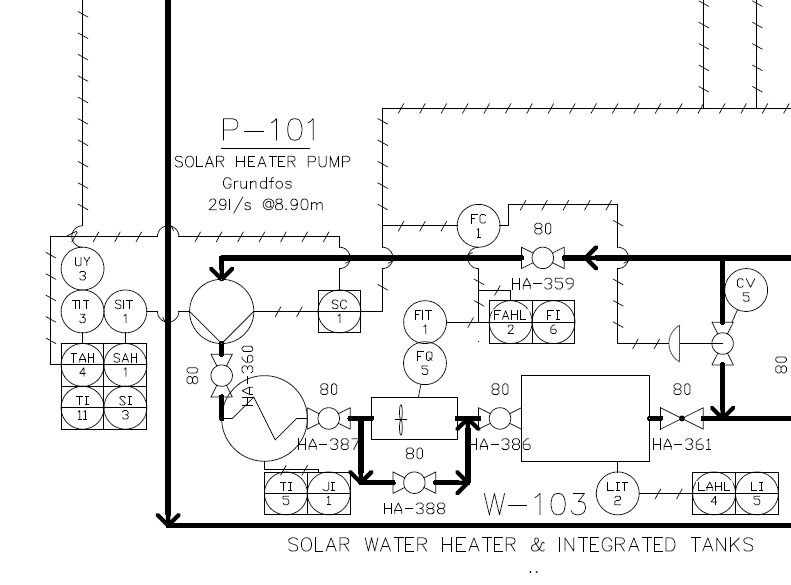 P-101
SOLAR HEATER PUMP
Grundfos
29l/s @8.90m
FC
1
80
HA-359
UY
3
TIT
3
SIT
1
SC
1
FIT
1
FAHL
2
FI
6
CV
5
TAH
4
SAH
1
TI
11
SI
3
80
HA-360
FQ
5
80
80
HA-387
80
HA-386
80
HA-361
80
HA-388
TI
5
JI
1
W-103
LIT
2
LAHL
4
LI
5
SOLAR WATER HEATER & INTEGRATED TANKS